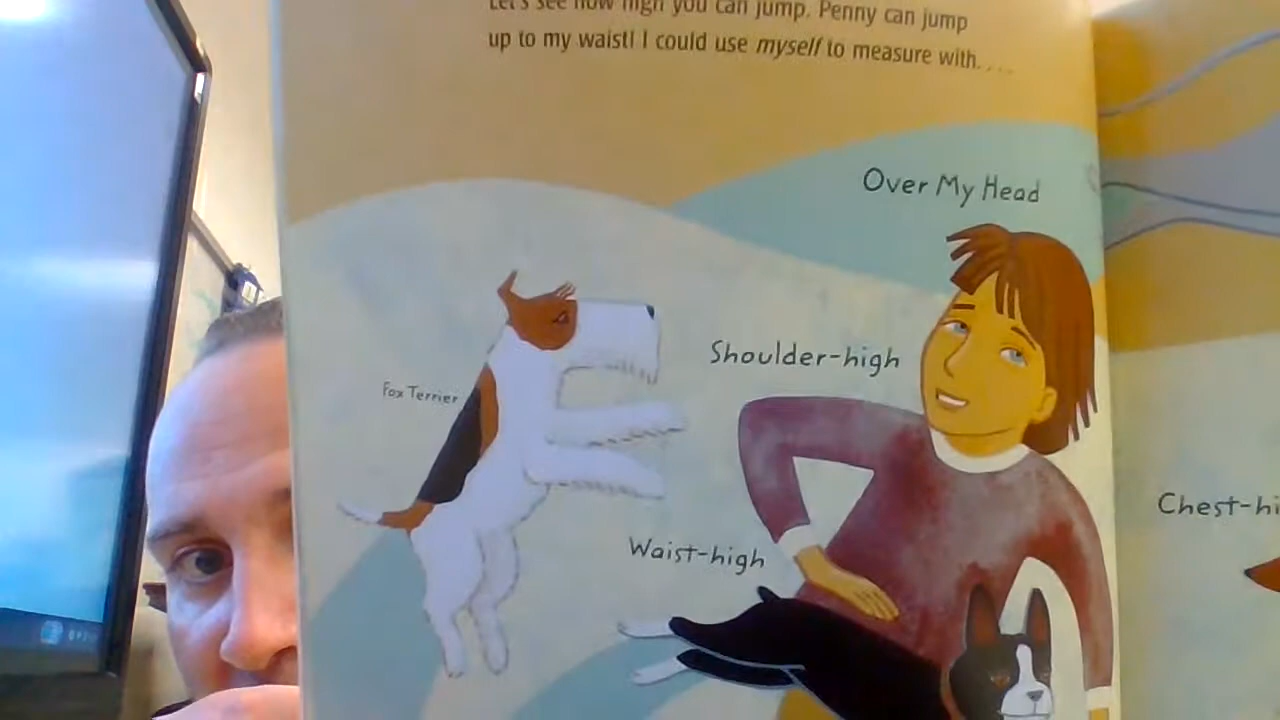 Let's see how high you can jump. Penny can jump
up to my waist! I could use myself to measure with. . . .
Over My Head
Shoulder-high
Fox Terrier
Chest-hi
Waist-high